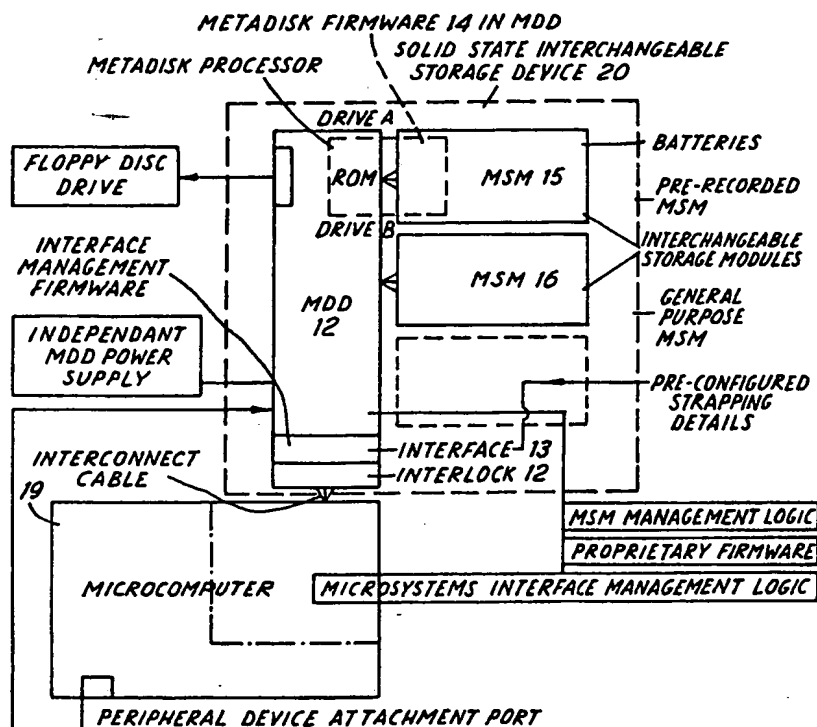 METADISK FIRMWARE 14 IN MDD
SOLID STATE INTERCHANGEABLE
STORAGE DEVICE 20
METADISK PROCESSOR
DRIVE A
BATTERIES
FLOPPY DISC
DRIVE
ROM
MSM 15
PRE-RECORDED
MSM
DRIVE B
INTERFACE
MANAGEMENT
FIRMWARE
INTERCHANGEABLE
STORAGE MODULES
MDD
12
MSM 16
GENERAL
PURPOSE
MSM
INDEPENDANT
MDD POWER
SUPPLY
PRE-CONFIGURED
STRAPPING
DETAILS
INTERFACE 13
INTERCONNECT
CABLE
INTERLOCK 12
19
MSM MANAGEMENT LOGIC
PROPRIETARY FIRMWARE
MICROCOMPUTER
MICROSYSTEMS INTERFACE MANAGEMENT LOGIC
PERIPHERAL DEVICE ATTACHMENT PORT